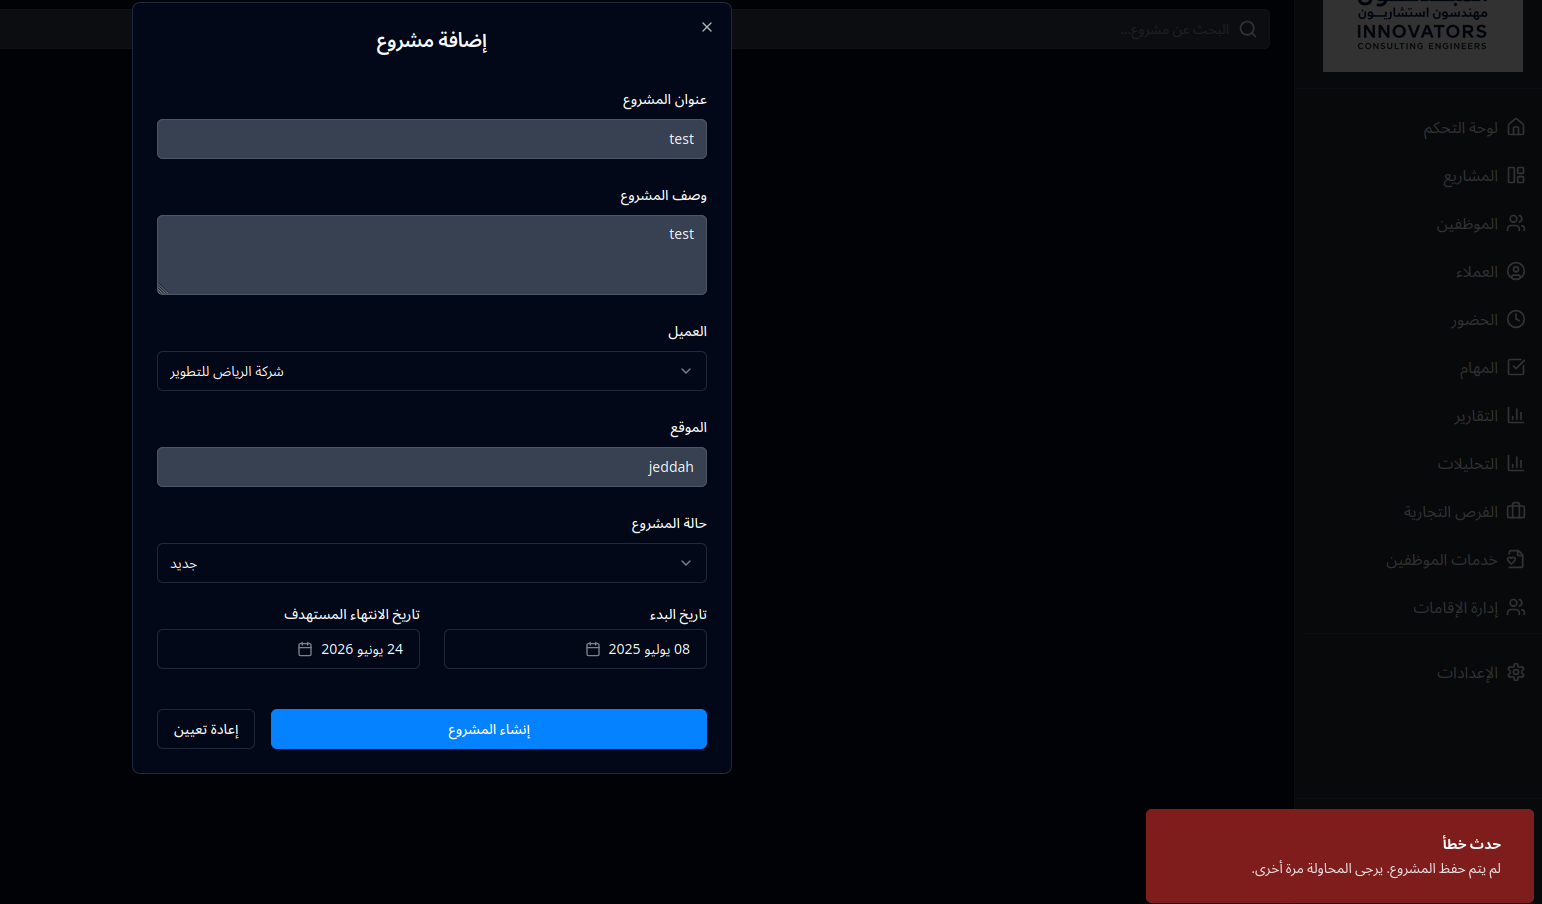 مهندسون استشاريـــون
INNOVATORS
CONSULTING ENGINEERS
البحث عن مشروع...
لوحة التحكم
المشاريع
الموظفين
العملاء
الحضور
المهام
التقارير
التحليلات
الفرص التجارية
خدمات الموظفين
إدارة الإقامات
الإعدادات
إضافة مشروع
عنوان المشروع
test
وصف المشروع
test
العميل
شركة الرياض للتطوير
الموقع
jeddah
حالة المشروع
جديد
تاريخ البدء
08 يوليو 2025
تاريخ الانتهاء المستهدف
24 يونيو 2026
إنشاء المشروع
إعادة تعيين
حدث خطأ
لم يتم حفظ المشروع. يرجى المحاولة مرة أخرى.